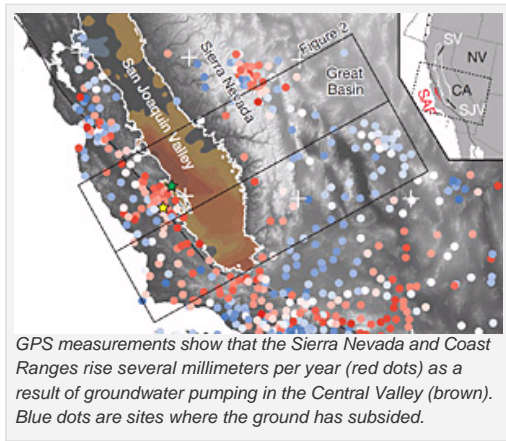 Figure 2
Sierra Nevada
Great
Basin
San Joaquin Valley
SV
NV
CA
SAF
SJV
GPS measurements show that the Sierra Nevada and Coast
Ranges rise several millimeters per year (red dots) as a
result of groundwater pumping in the Central Valley (brown).
Blue dots are sites where the ground has subsided.